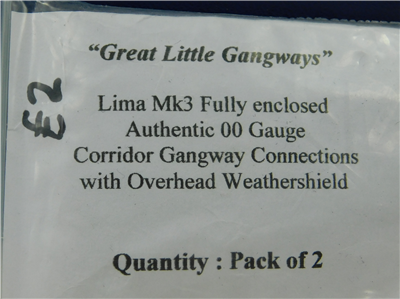 “Great Little Gangways”
£2
Lima Mk3 Fully enclosed
Authentic 00 Gauge
Corridor Gangway Connections
with Overhead Weathershield
Quantity : Pack of 2